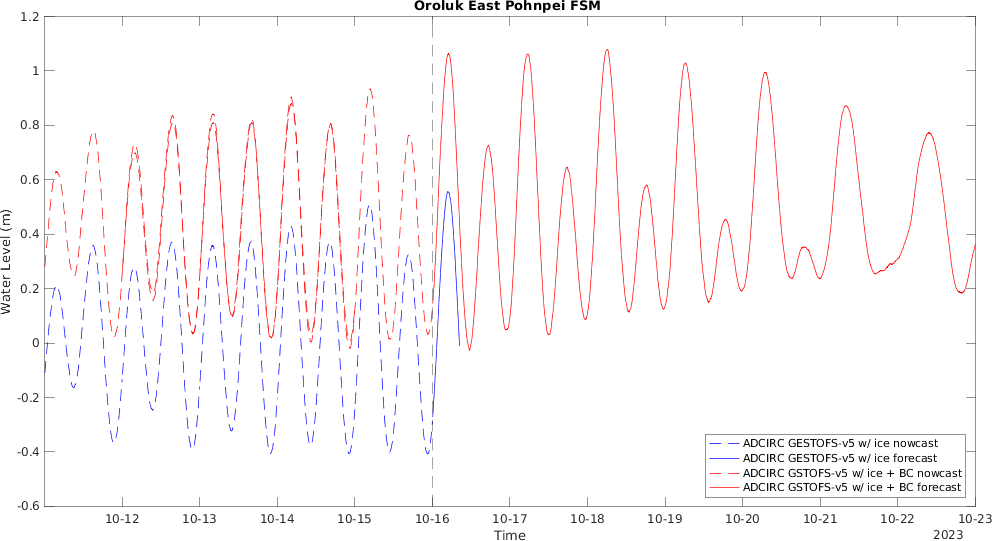 Oroluk East Pohnpei FSM
1.2
1
0.8
0.6
0.4
0.2
0
-0.2
-0.4
-0.6
Water Level (m)
ADCIRC GESTOFS-v5 w/ ice nowcast
ADCIRC GESTOFS-v5 w/ ice forecast
ADCIRC GSTOFS-v5 w/ ice + BC nowcast
ADCIRC GSTOFS-v5 w/ ice + BC forecast
10-12 10-13 10-14 10-15 10-16 10-17 10-18 10-19 10-20 10-21 10-22 10-23
Time
2023